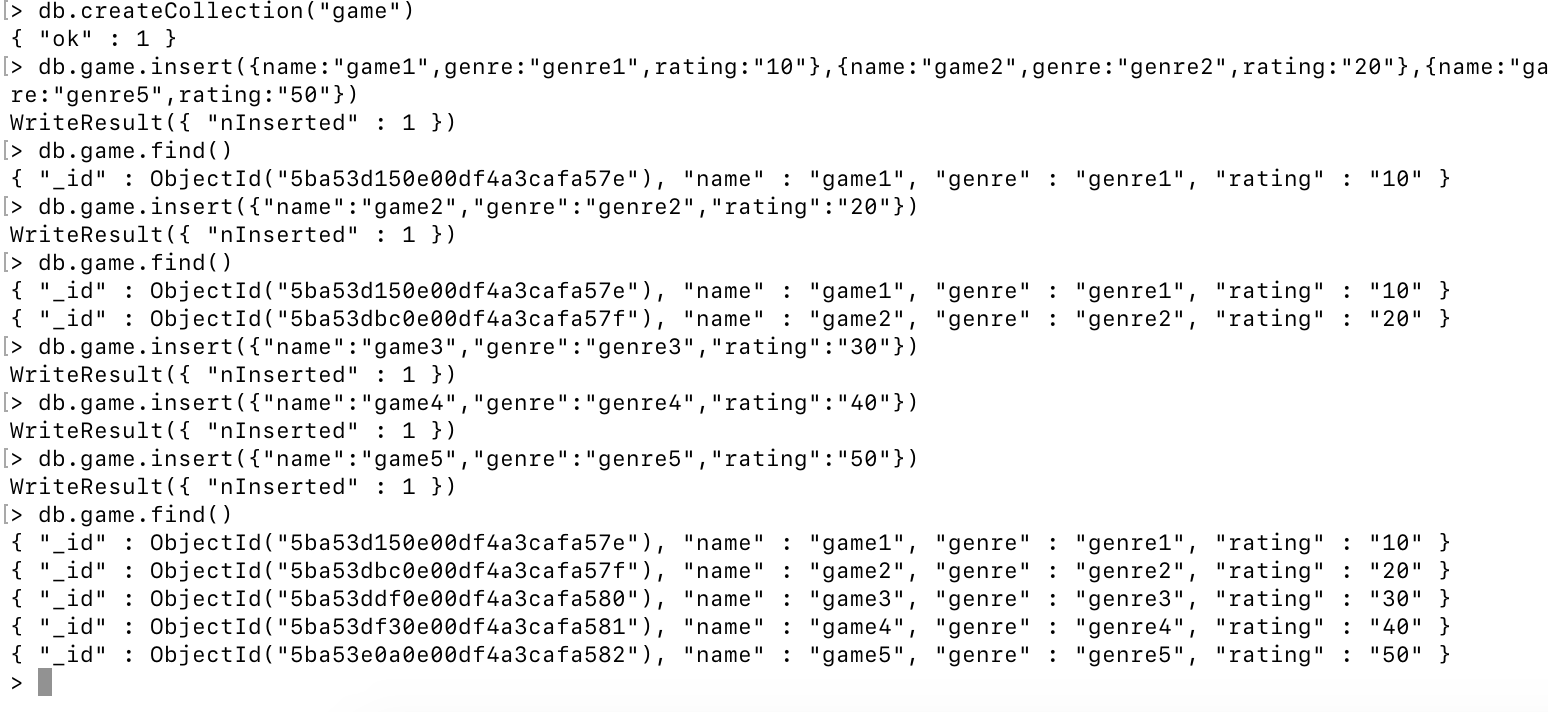 [> db.createCollection("game")
{ "ok" : 1 }
[> db.game.insert({name:"game1",genre:"genre1",rating:"10"},{name:"game2",genre:"genre2",rating:"20"},{name:"ga
re:"genre5",rating:"50"})
WriteResult({ "nInserted" : 1 })
[> db.game.find()
{ "_id" : ObjectId("5ba53d150e00df4a3cafa57e"), "name" : "game1", "genre" : "genre1", "rating" : "10" }
[> db.game.insert({"name":"game2","genre":"genre2","rating":"20"})
WriteResult({ "nInserted" : 1 })
[> db.game.find()
{ "_id" : ObjectId("5ba53d150e00df4a3cafa57e"), "name" : "game1", "genre" : "genre1", "rating" : "10" }
{ "_id" : ObjectId("5ba53dbc0e00df4a3cafa57f"), "name" : "game2", "genre" : "genre2", "rating" : "20" }
[> db.game.insert({"name":"game3","genre":"genre3","rating":"30"})
WriteResult({ "nInserted" : 1 })
[> db.game.insert({"name":"game4","genre":"genre4","rating":"40"})
WriteResult({ "nInserted" : 1 })
[> db.game.insert({"name":"game5","genre":"genre5","rating":"50"})
WriteResult({ "nInserted" : 1 })
[> db.game.find()
{ "_id" : ObjectId("5ba53d150e00df4a3cafa57e"), "name" : "game1", "genre" : "genre1", "rating" : "10" }
{ "_id" : ObjectId("5ba53dbc0e00df4a3cafa57f"), "name" : "game2", "genre" : "genre2", "rating" : "20" }
{ "_id" : ObjectId("5ba53ddf0e00df4a3cafa580"), "name" : "game3", "genre" : "genre3", "rating" : "30" }
{ "_id" : ObjectId("5ba53df30e00df4a3cafa581"), "name" : "game4", "genre" : "genre4", "rating" : "40" }
{ "_id" : ObjectId("5ba53e0a0e00df4a3cafa582"), "name" : "game5", "genre" : "genre5", "rating" : "50" }
>